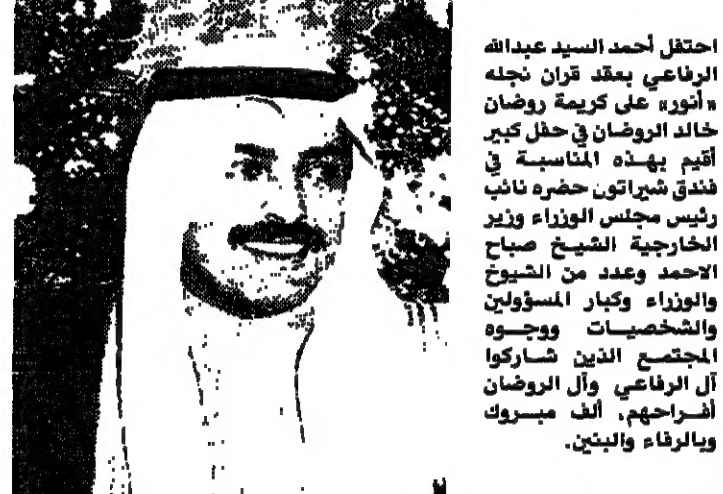 احتفل أحمد السيد عبدالله
الرفاعي بعقد قران نجله
«أنور» على كريمة روضان
خالد الروضان في حفل كبير
أقيم بهذه المناسبة في
فندق شيراتون حضره نائب
رئيس مجلس الوزراء وزير
الخارجية الشيخ صباح
الاحمد وعدد من الشيوخ
والوزراء وكبار المسؤولين
والشخصيات ووجوه
المجتمع الذين شاركوا
آل الرفاعي وآل الروضان
أفراحهم، ألف مبروك
وبالرفاء والبنين.